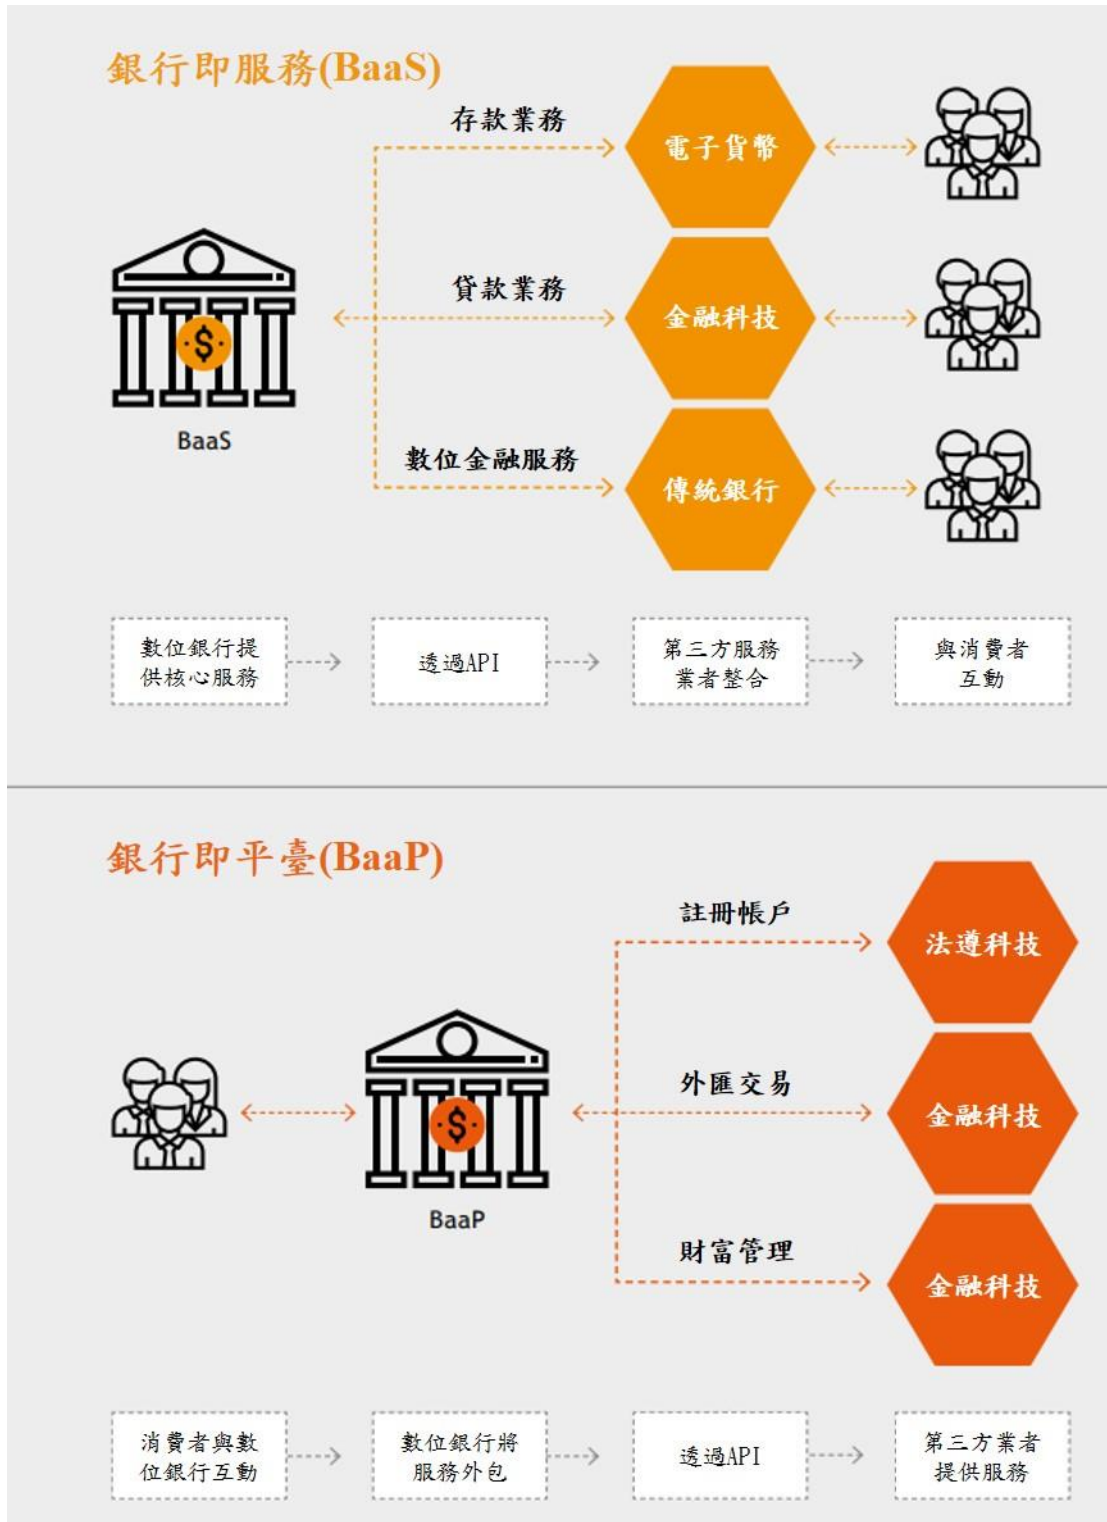 銀行即服務(BaaS)
存款業務
電子貨幣
貸款業務
金融科技
$
BaaS
數位金融服務
傳統銀行
數位銀行提
供核心服務
透過API
第三方服務
業者整合
與消費者
互動
銀行即平臺(BaaP)
註冊帳戶
法遵科技
外匯交易
金融科技
$
BaaP
財富管理
金融科技
消費者與數
位銀行互動
數位銀行將
服務外包
透過API
第三方業者
提供服務